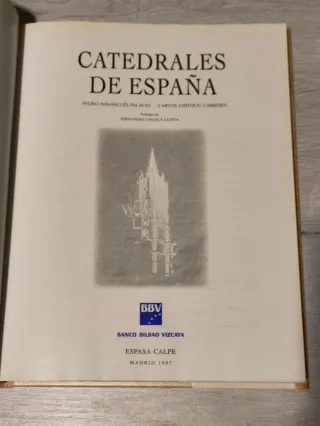 CATEDRALES
DE ESPAÑA
PEDRO NAVASCUÉS PALACIO CARLOS SARTHOU CARRERES
Prólogo de
FERNANDO CHUECA GOITIA
BBV
BANCO BILBAO VIZCAYA
ESPASA CALPE
MADRID 1997